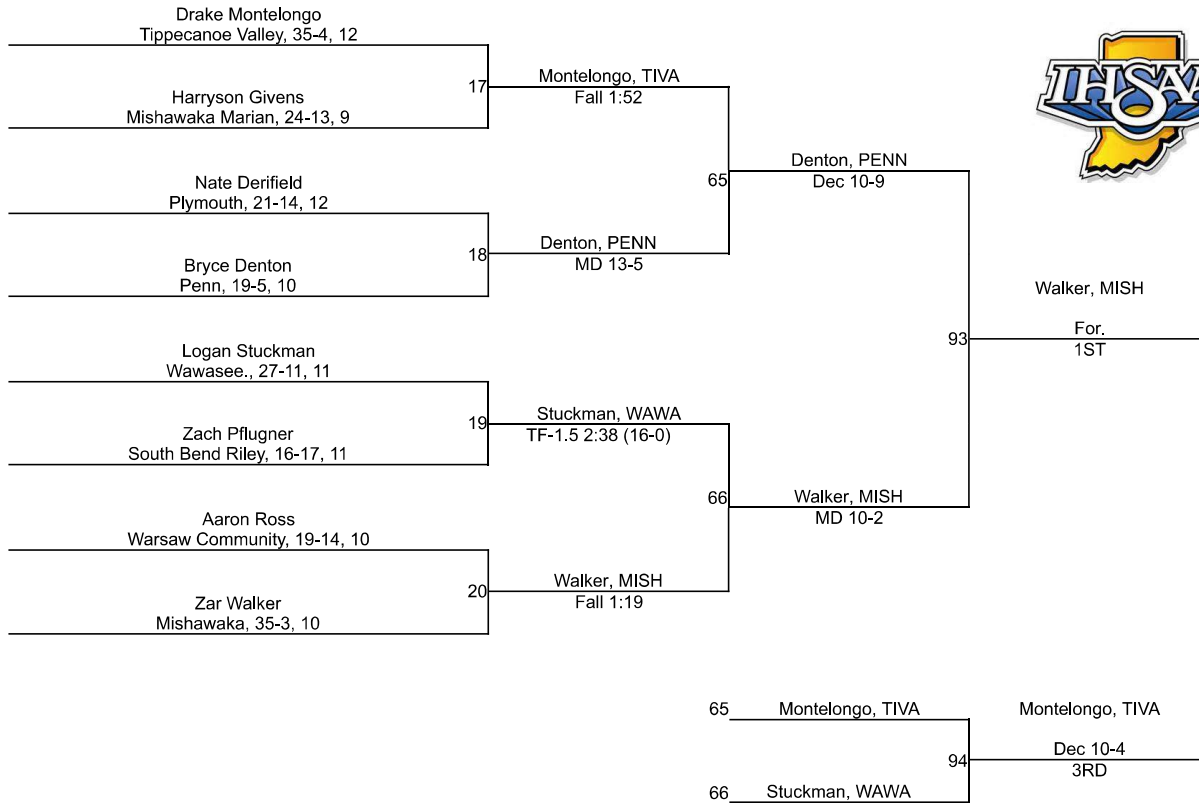 Drake Montelongo
Tippecanoe Valley, 35-4, 12
Harryson Givens
Mishawaka Marian, 24-13, 9
17
Montelongo, TIVA
Fall 1:52
Nate Derifield
Plymouth, 21-14, 12
Bryce Denton
Penn, 19-5, 10
18
Denton, PENN
MD 13-5
65
Denton, PENN
Dec 10-9
Logan Stuckman
Wawasee., 27-11, 11
Zach Pflugner
South Bend Riley, 16-17, 11
19
Stuckman, WAWA
TF-1.5 2:38 (16-0)
Aaron Ross
Warsaw Community, 19-14, 10
Zar Walker
Mishawaka, 35-3, 10
20
Walker, MISH
Fall 1:19
66
Walker, MISH
MD 10-2
93
Walker, MISH
For.
1ST
IHSAA
65
Montelongo, TIVA
66
Stuckman, WAWA
94
Montelongo, TIVA
Dec 10-4
3RD